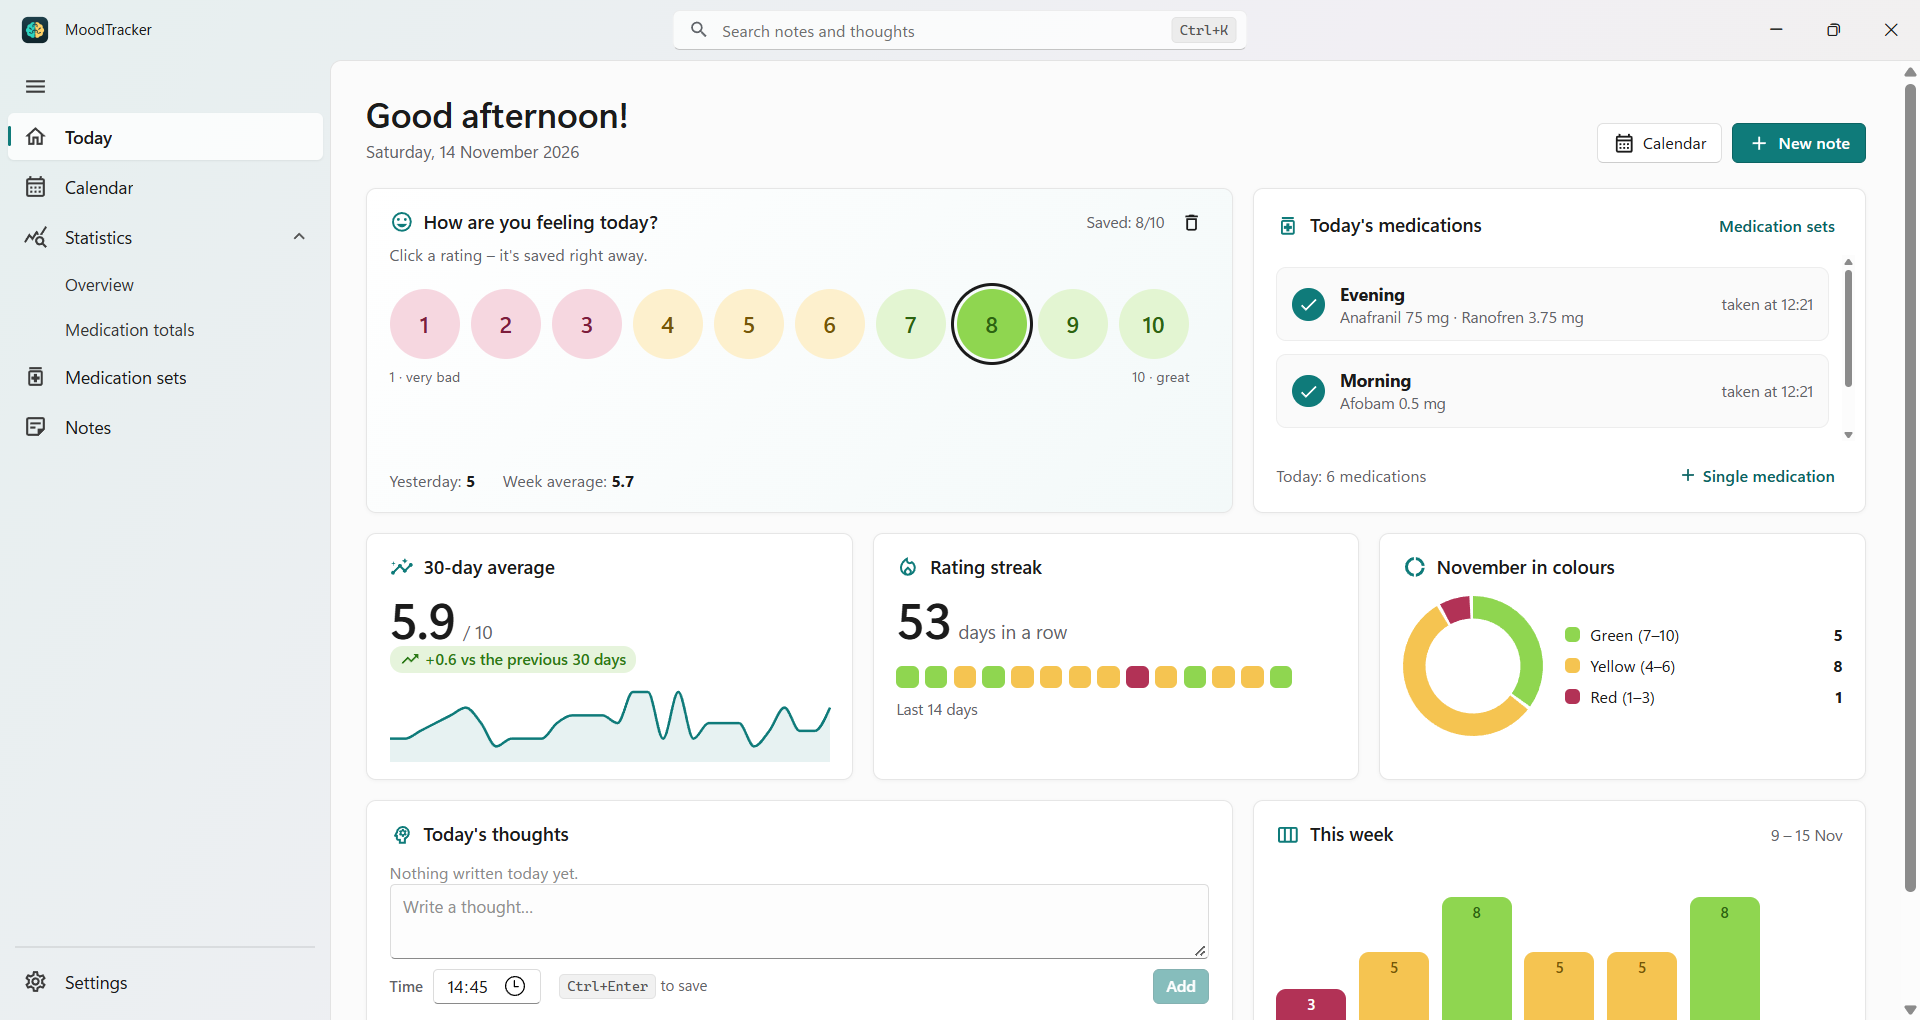 MoodTracker
Search notes and thoughts
Ctrl+K
Today
Calendar
Statistics
Overview
Medication totals
Medication sets
Notes
Settings
Good afternoon!
Saturday, 14 November 2026
Calendar
New note
How are you feeling today?
Saved: 8/10
Click a rating – it's saved right away.
1 2 3 4 5 6 7 8 9 10
1 · very bad
10 · great
Yesterday: 5 Week average: 5.7
Today's medications
Medication sets
Evening
Anafranil 75 mg · Ranofren 3.75 mg
taken at 12:21
Morning
Afobam 0.5 mg
taken at 12:21
Today: 6 medications
Single medication
30-day average
5.9 / 10
+0.6 vs the previous 30 days
Rating streak
53 days in a row
Last 14 days
November in colours
Green (7–10) 5
Yellow (4–6) 8
Red (1–3) 1
Today's thoughts
Nothing written today yet.
Write a thought...
Time 14:45 Ctrl+Enter to save
Add
This week
9 – 15 Nov
3 5 8 5 5 8